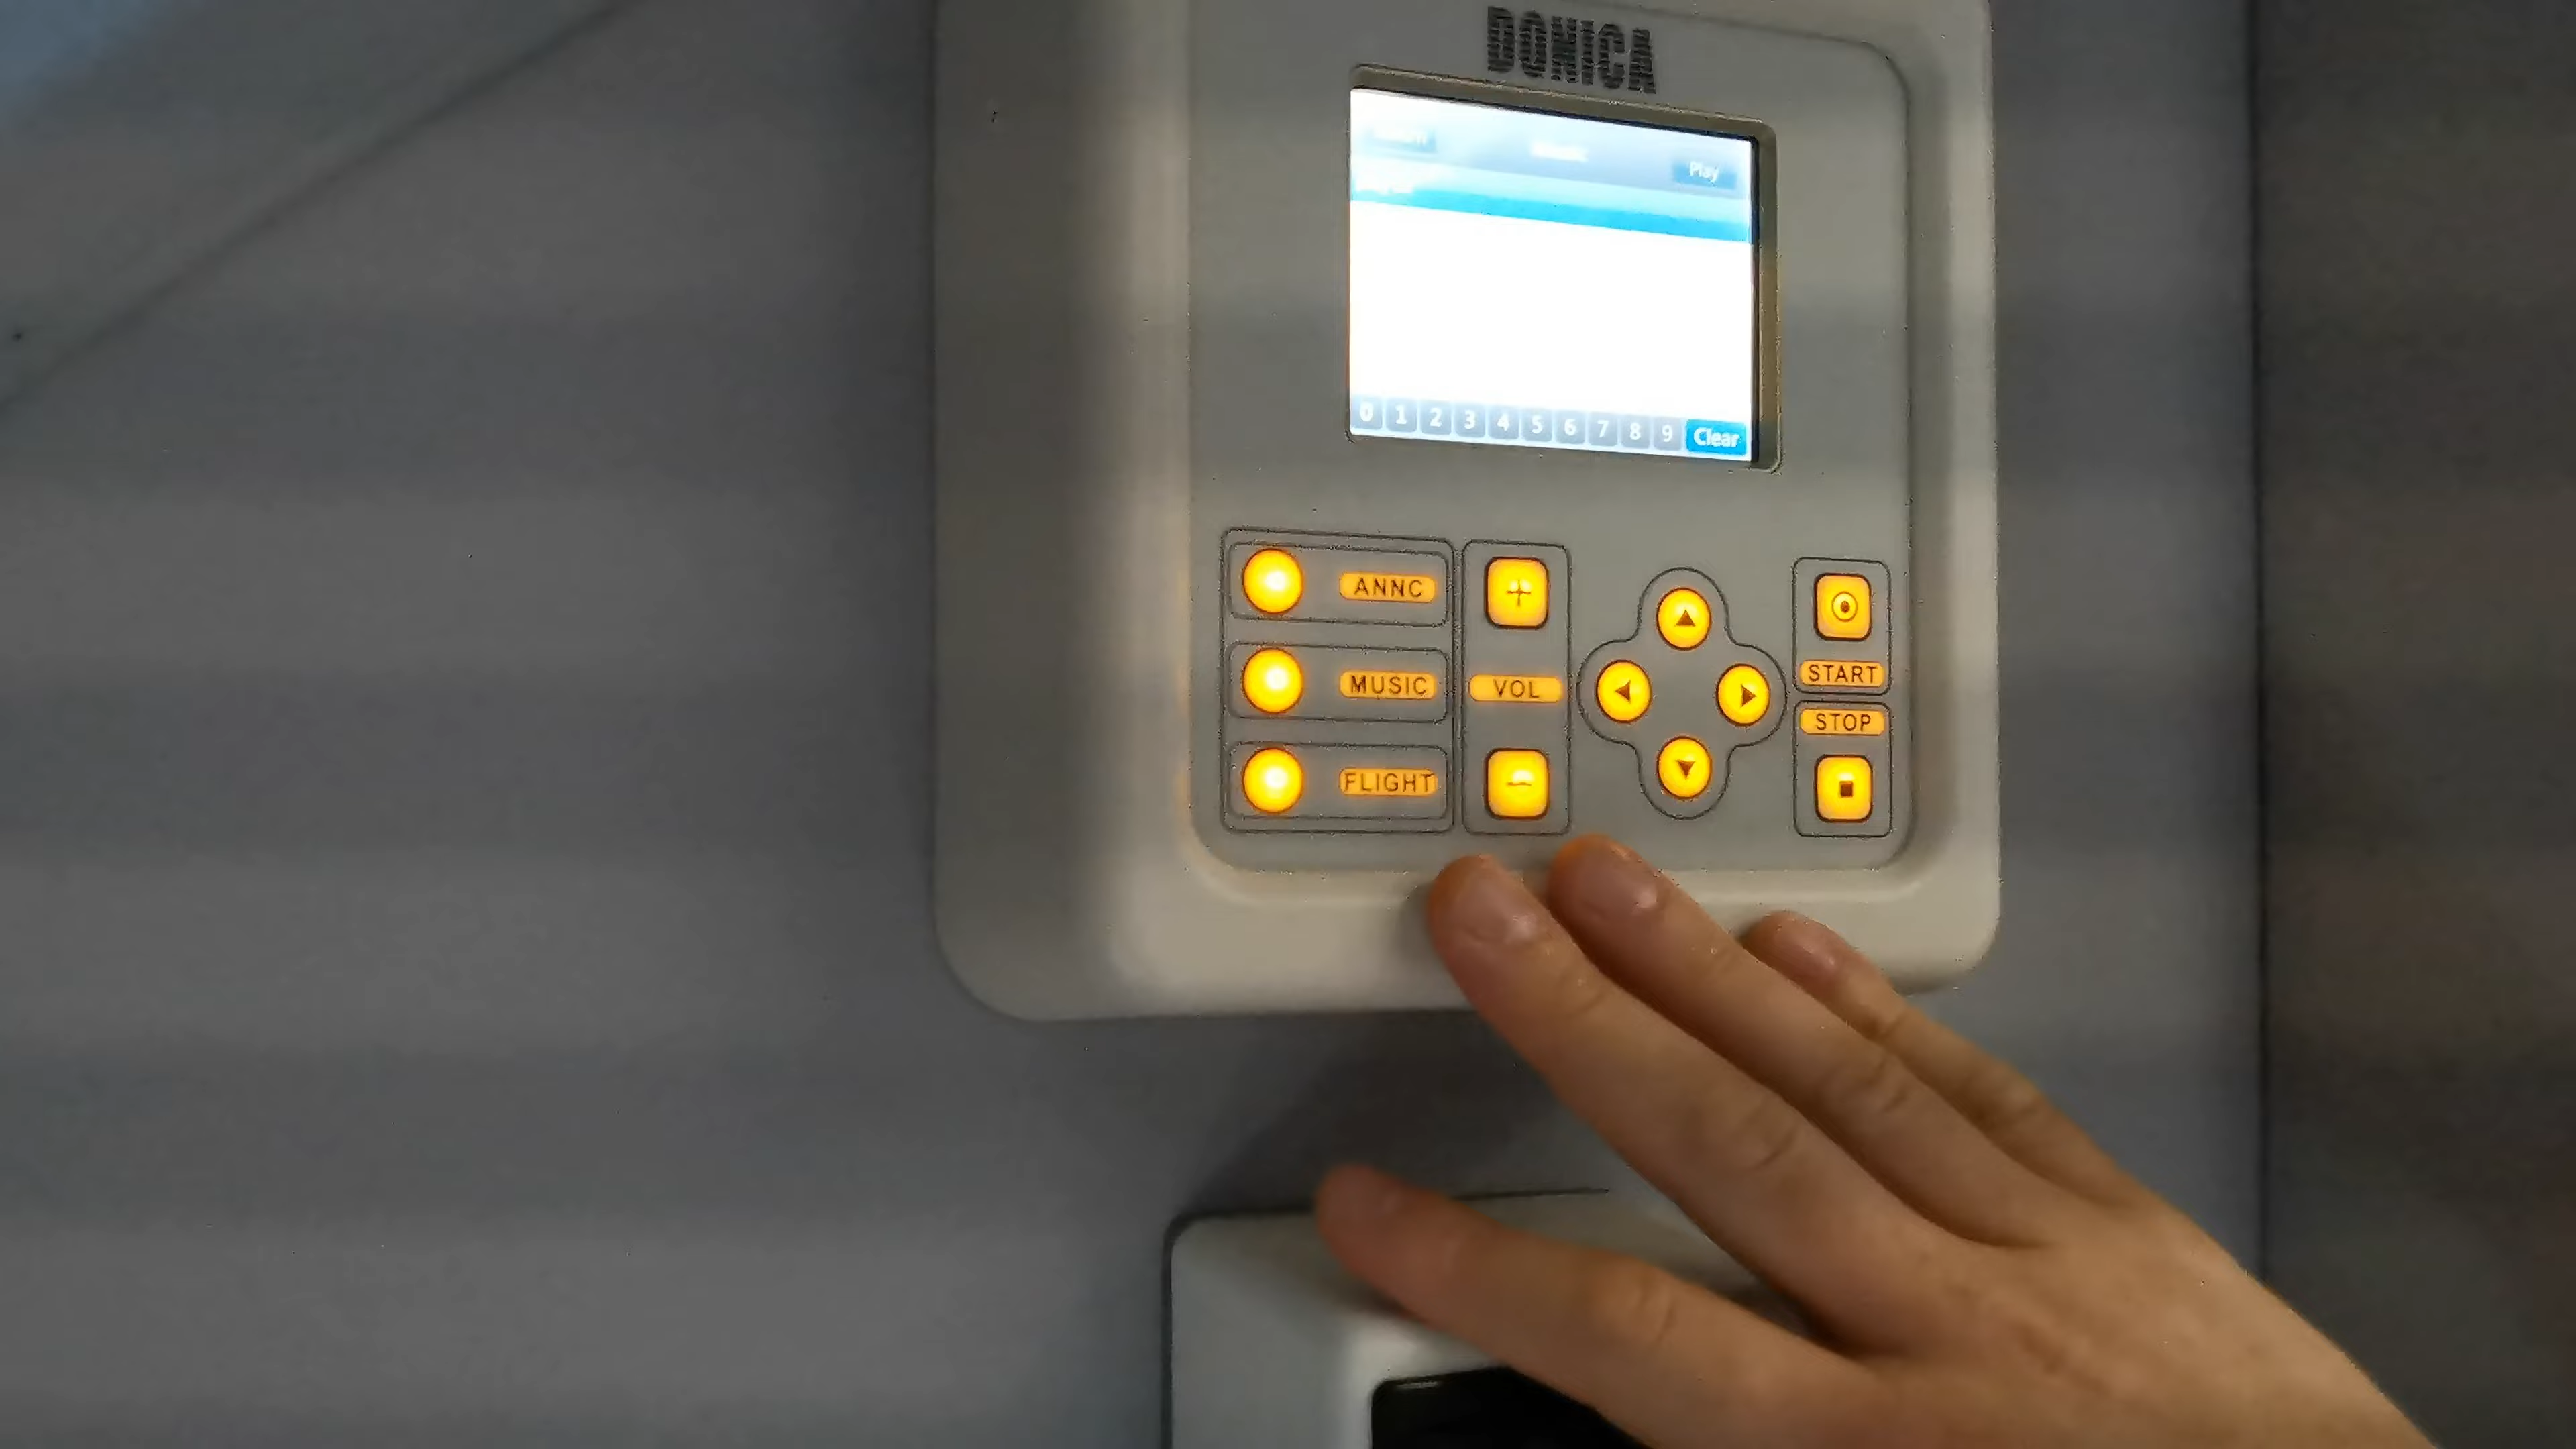 DONICA
Play
0 1 2 3 4 5 6 7 8 9 Clear
ANNC
MUSIC
FLIGHT
+
VOL
−
START
STOP